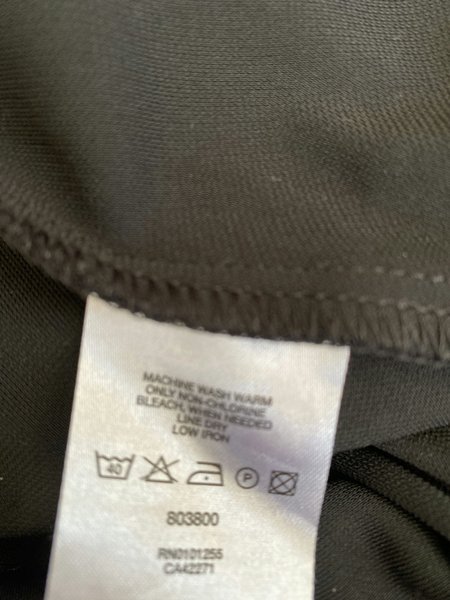 MACHINE WASH WARM
ONLY NON-CHLORINE
BLEACH, WHEN NEEDED
LINE DRY
LOW IRON
40 P
803800
RN0101255
CA42271